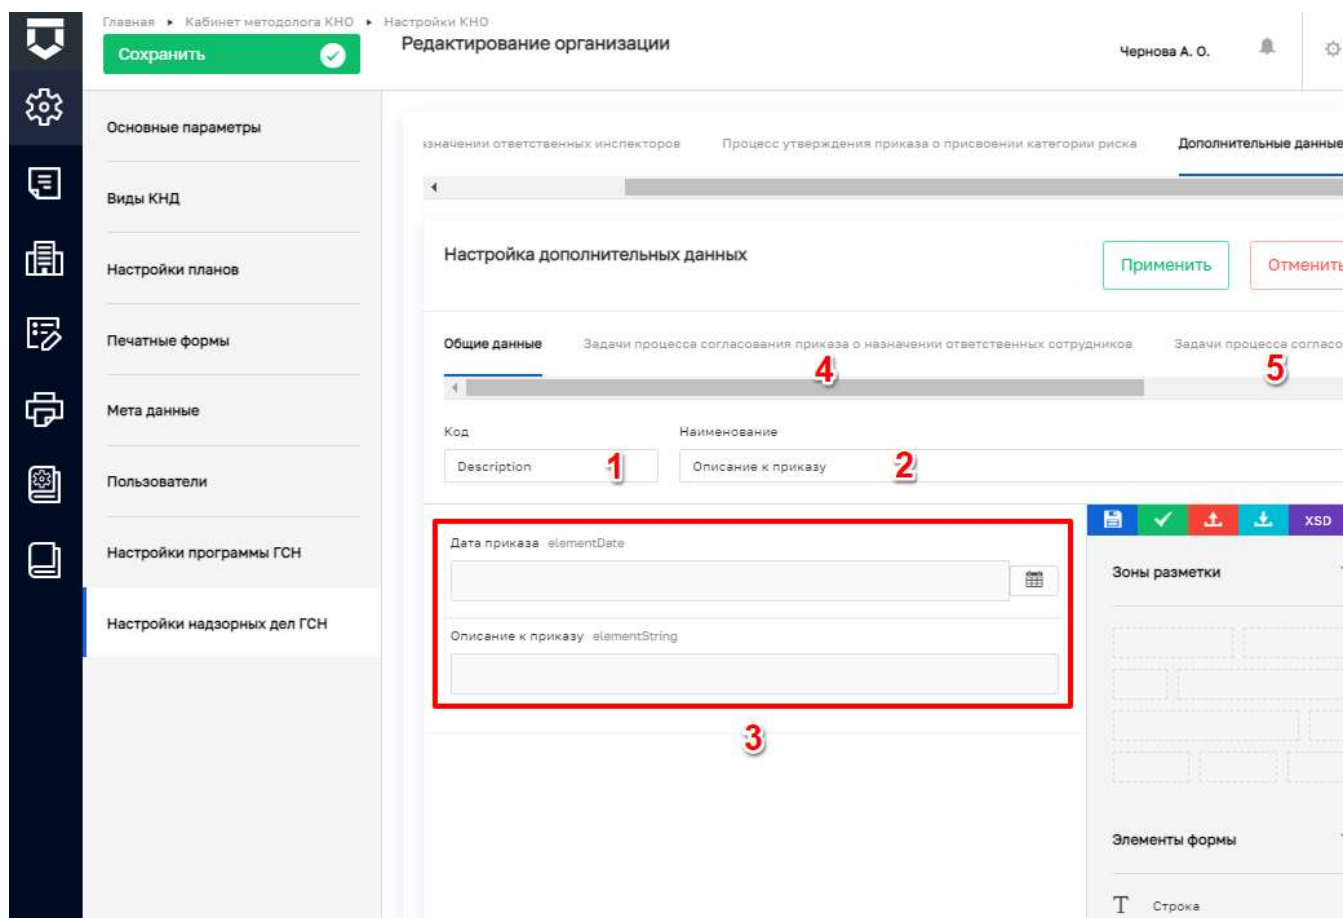 Главная ▸ Кабинет методолога КНО ▸ Настройки КНО
Сохранить
Редактирование организации
Чернова А. О.
Основные параметры
Виды КНД
Настройки планов
Печатные формы
Мета данные
Пользователи
Настройки программы ГСН
Настройки надзорных дел ГСН
азначении ответственных инспекторов
Процесс утверждения приказа о присвоении категории риска
Дополнительные данные
Настройка дополнительных данных
Применить
Отменить
Общие данные
Задачи процесса согласования приказа о назначении ответственных сотрудников
Задачи процесса согласо
4
5
Код
Наименование
Description
1
Описание к приказу
2
XSD
Дата приказа elementDate
Описание к приказу elementString
3
Зоны разметки
Элементы формы
T Строка